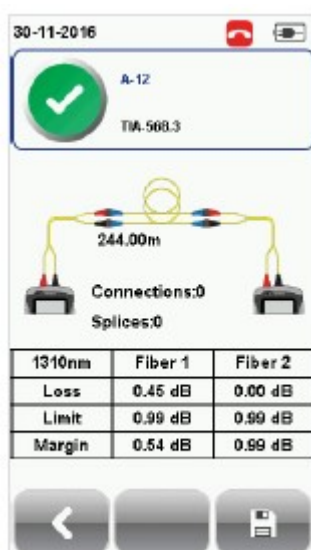 30-11-2016
A-12
TIA-568.3
244.00m
Connections:0
Splices:0
1310nm Fiber 1 Fiber 2
Loss 0.45 dB 0.00 dB
Limit 0.99 dB 0.99 dB
Margin 0.54 dB 0.99 dB